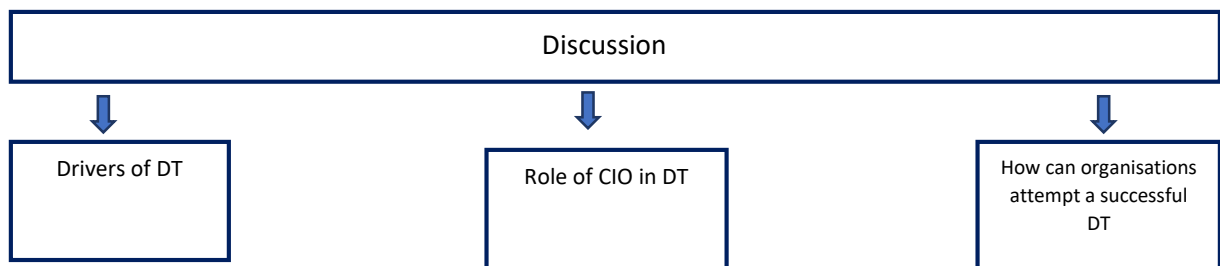 Discussion
Drivers of DT
Role of CIO in DT
How can organisations
attempt a successful
DT